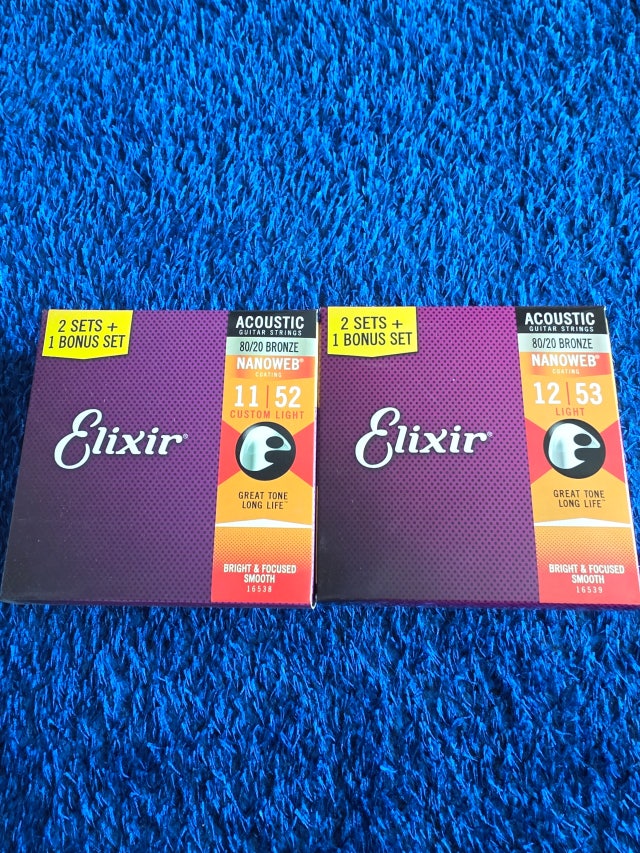 2 SETS +
1 BONUS SET
Elixir®
ACOUSTIC
GUITAR STRINGS
80/20 BRONZE
NANOWEB®
COATING
11 | 52
CUSTOM LIGHT
GREAT TONE
LONG LIFE™
BRIGHT & FOCUSED
SMOOTH
16538
2 SETS +
1 BONUS SET
Elixir®
ACOUSTIC
GUITAR STRINGS
80/20 BRONZE
NANOWEB®
COATING
12 | 53
LIGHT
GREAT TONE
LONG LIFE™
BRIGHT & FOCUSED
SMOOTH
16539